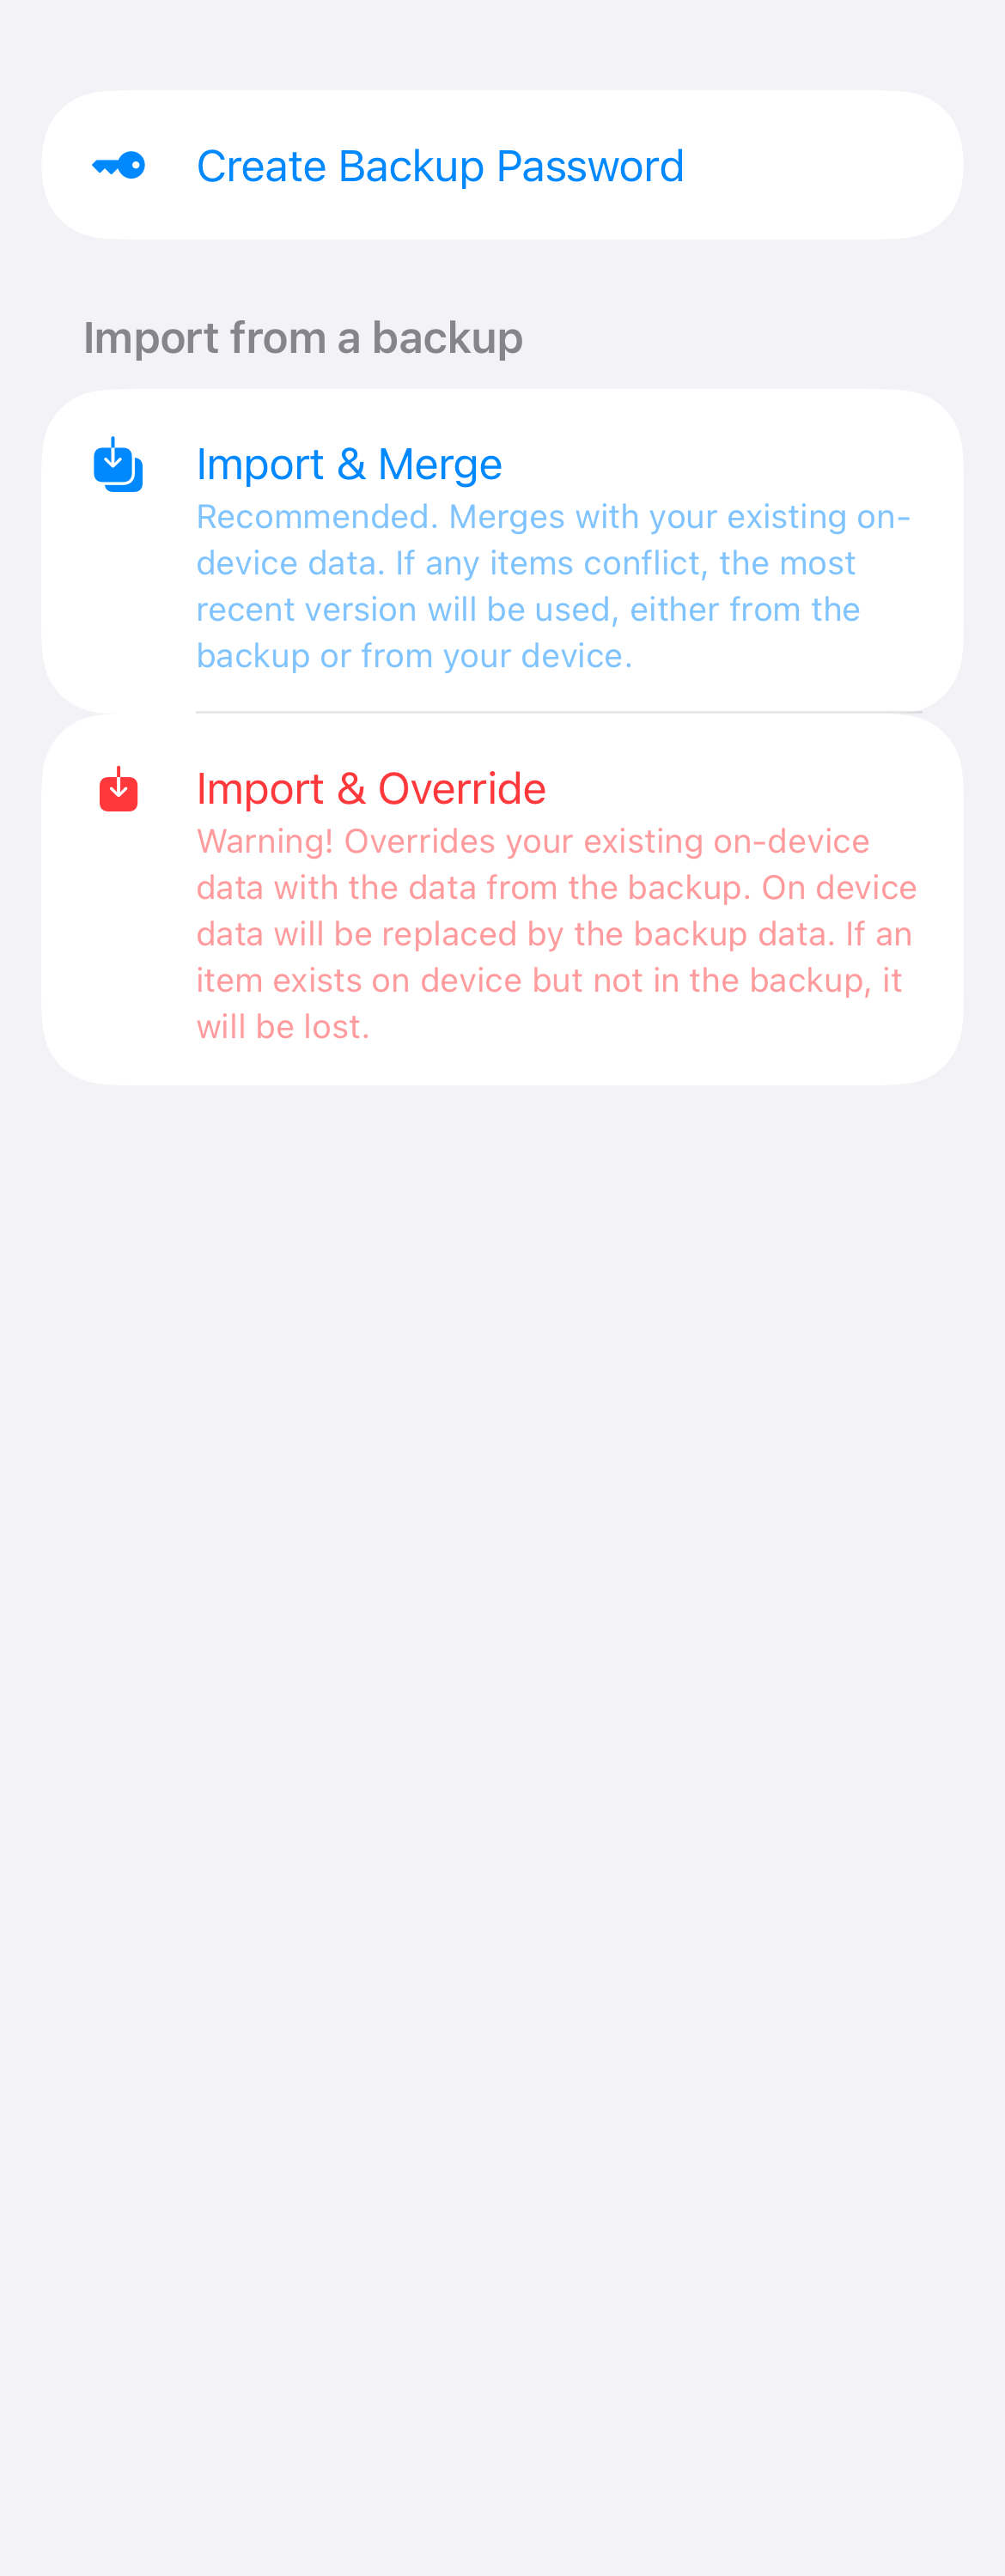 Create Backup Password
Import from a backup
Import & Merge
Recommended. Merges with your existing on-
device data. If any items conflict, the most
recent version will be used, either from the
backup or from your device.
Import & Override
Warning! Overrides your existing on-device
data with the data from the backup. On device
data will be replaced by the backup data. If an
item exists on device but not in the backup, it
will be lost.